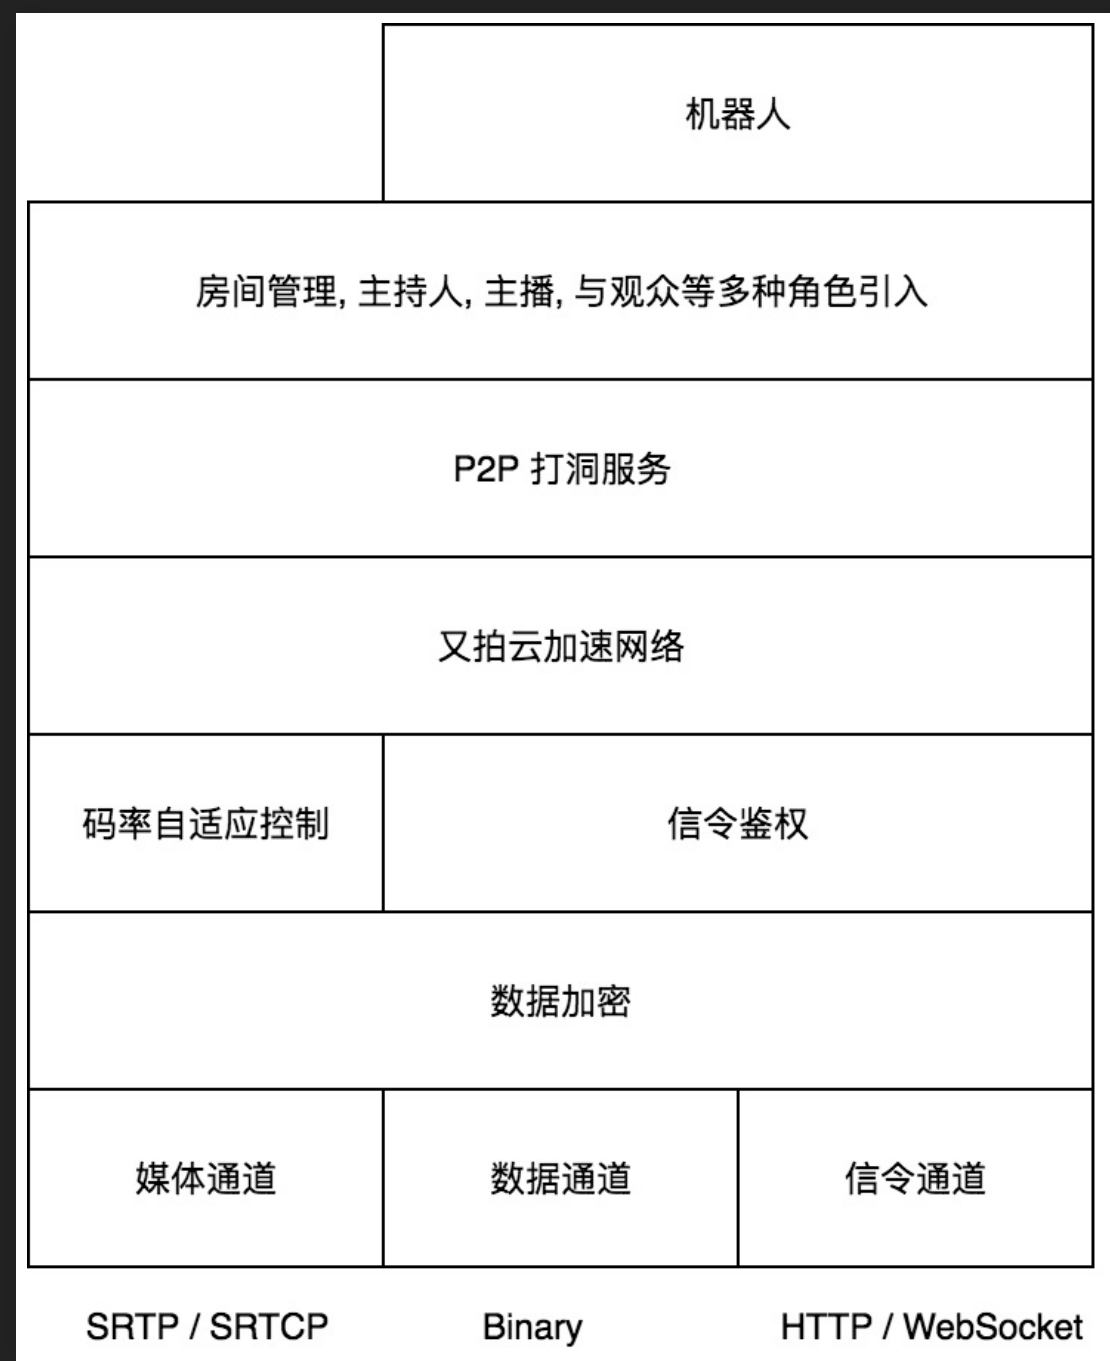 机器人
房间管理, 主持人, 主播, 与观众等多种角色引入
P2P 打洞服务
又拍云加速网络
码率自适应控制
信令鉴权
数据加密
媒体通道
数据通道
信令通道
SRTP / SRTCP
Binary
HTTP / WebSocket